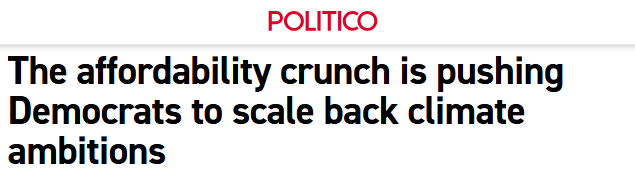 POLITICO
The affordability crunch is pushing
Democrats to scale back climate
ambitions